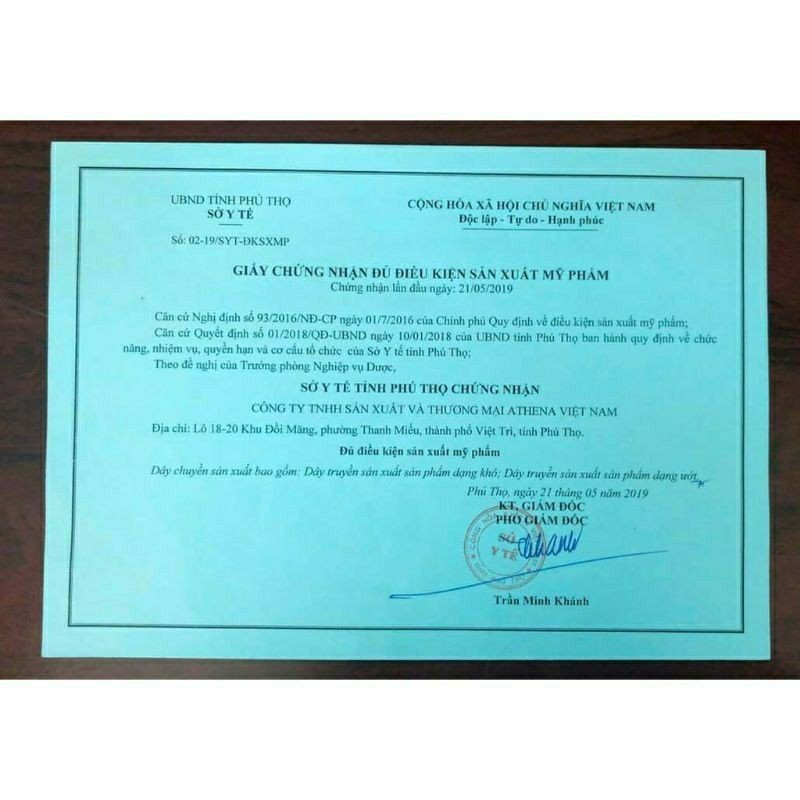 UBND TỈNH PHÚ THỌ
SỞ Y TẾ
Số: 02-19/SYT-ĐKSXMP
CỘNG HÒA XÃ HỘI CHỦ NGHĨA VIỆT NAM
Độc lập - Tự do - Hạnh phúc
GIẤY CHỨNG NHẬN ĐỦ ĐIỀU KIỆN SẢN XUẤT MỸ PHẨM
Chứng nhận lần đầu ngày: 21/05/2019
Căn cứ Nghị định số 93/2016/NĐ-CP ngày 01/7/2016 của Chính phủ Quy định về điều kiện sản xuất mỹ phẩm;
Căn cứ Quyết định số 01/2018/QĐ-UBND ngày 10/01/2018 của UBND tỉnh Phú Thọ ban hành quy định về chức
năng, nhiệm vụ, quyền hạn và cơ cấu tổ chức của Sở Y tế tỉnh Phú Thọ;
Theo đề nghị của Trưởng phòng Nghiệp vụ Dược,
SỞ Y TẾ TỈNH PHÚ THỌ CHỨNG NHẬN
CÔNG TY TNHH SẢN XUẤT VÀ THƯƠNG MẠI ATHENA VIỆT NAM
Địa chỉ: Lô 18-20 Khu Đồi Măng, phường Thanh Miếu, thành phố Việt Trì, tỉnh Phú Thọ.
Đủ điều kiện sản xuất mỹ phẩm
Dây chuyền sản xuất bao gồm: Dây truyền sản xuất sản phẩm dạng khô; Dây truyền sản xuất sản phẩm dạng ướt
Phú Thọ, ngày 21 tháng 05 năm 2019
KT, GIÁM ĐỐC
PHÓ GIÁM ĐỐC
SỞ
Y TẾ
Trần Minh Khánh